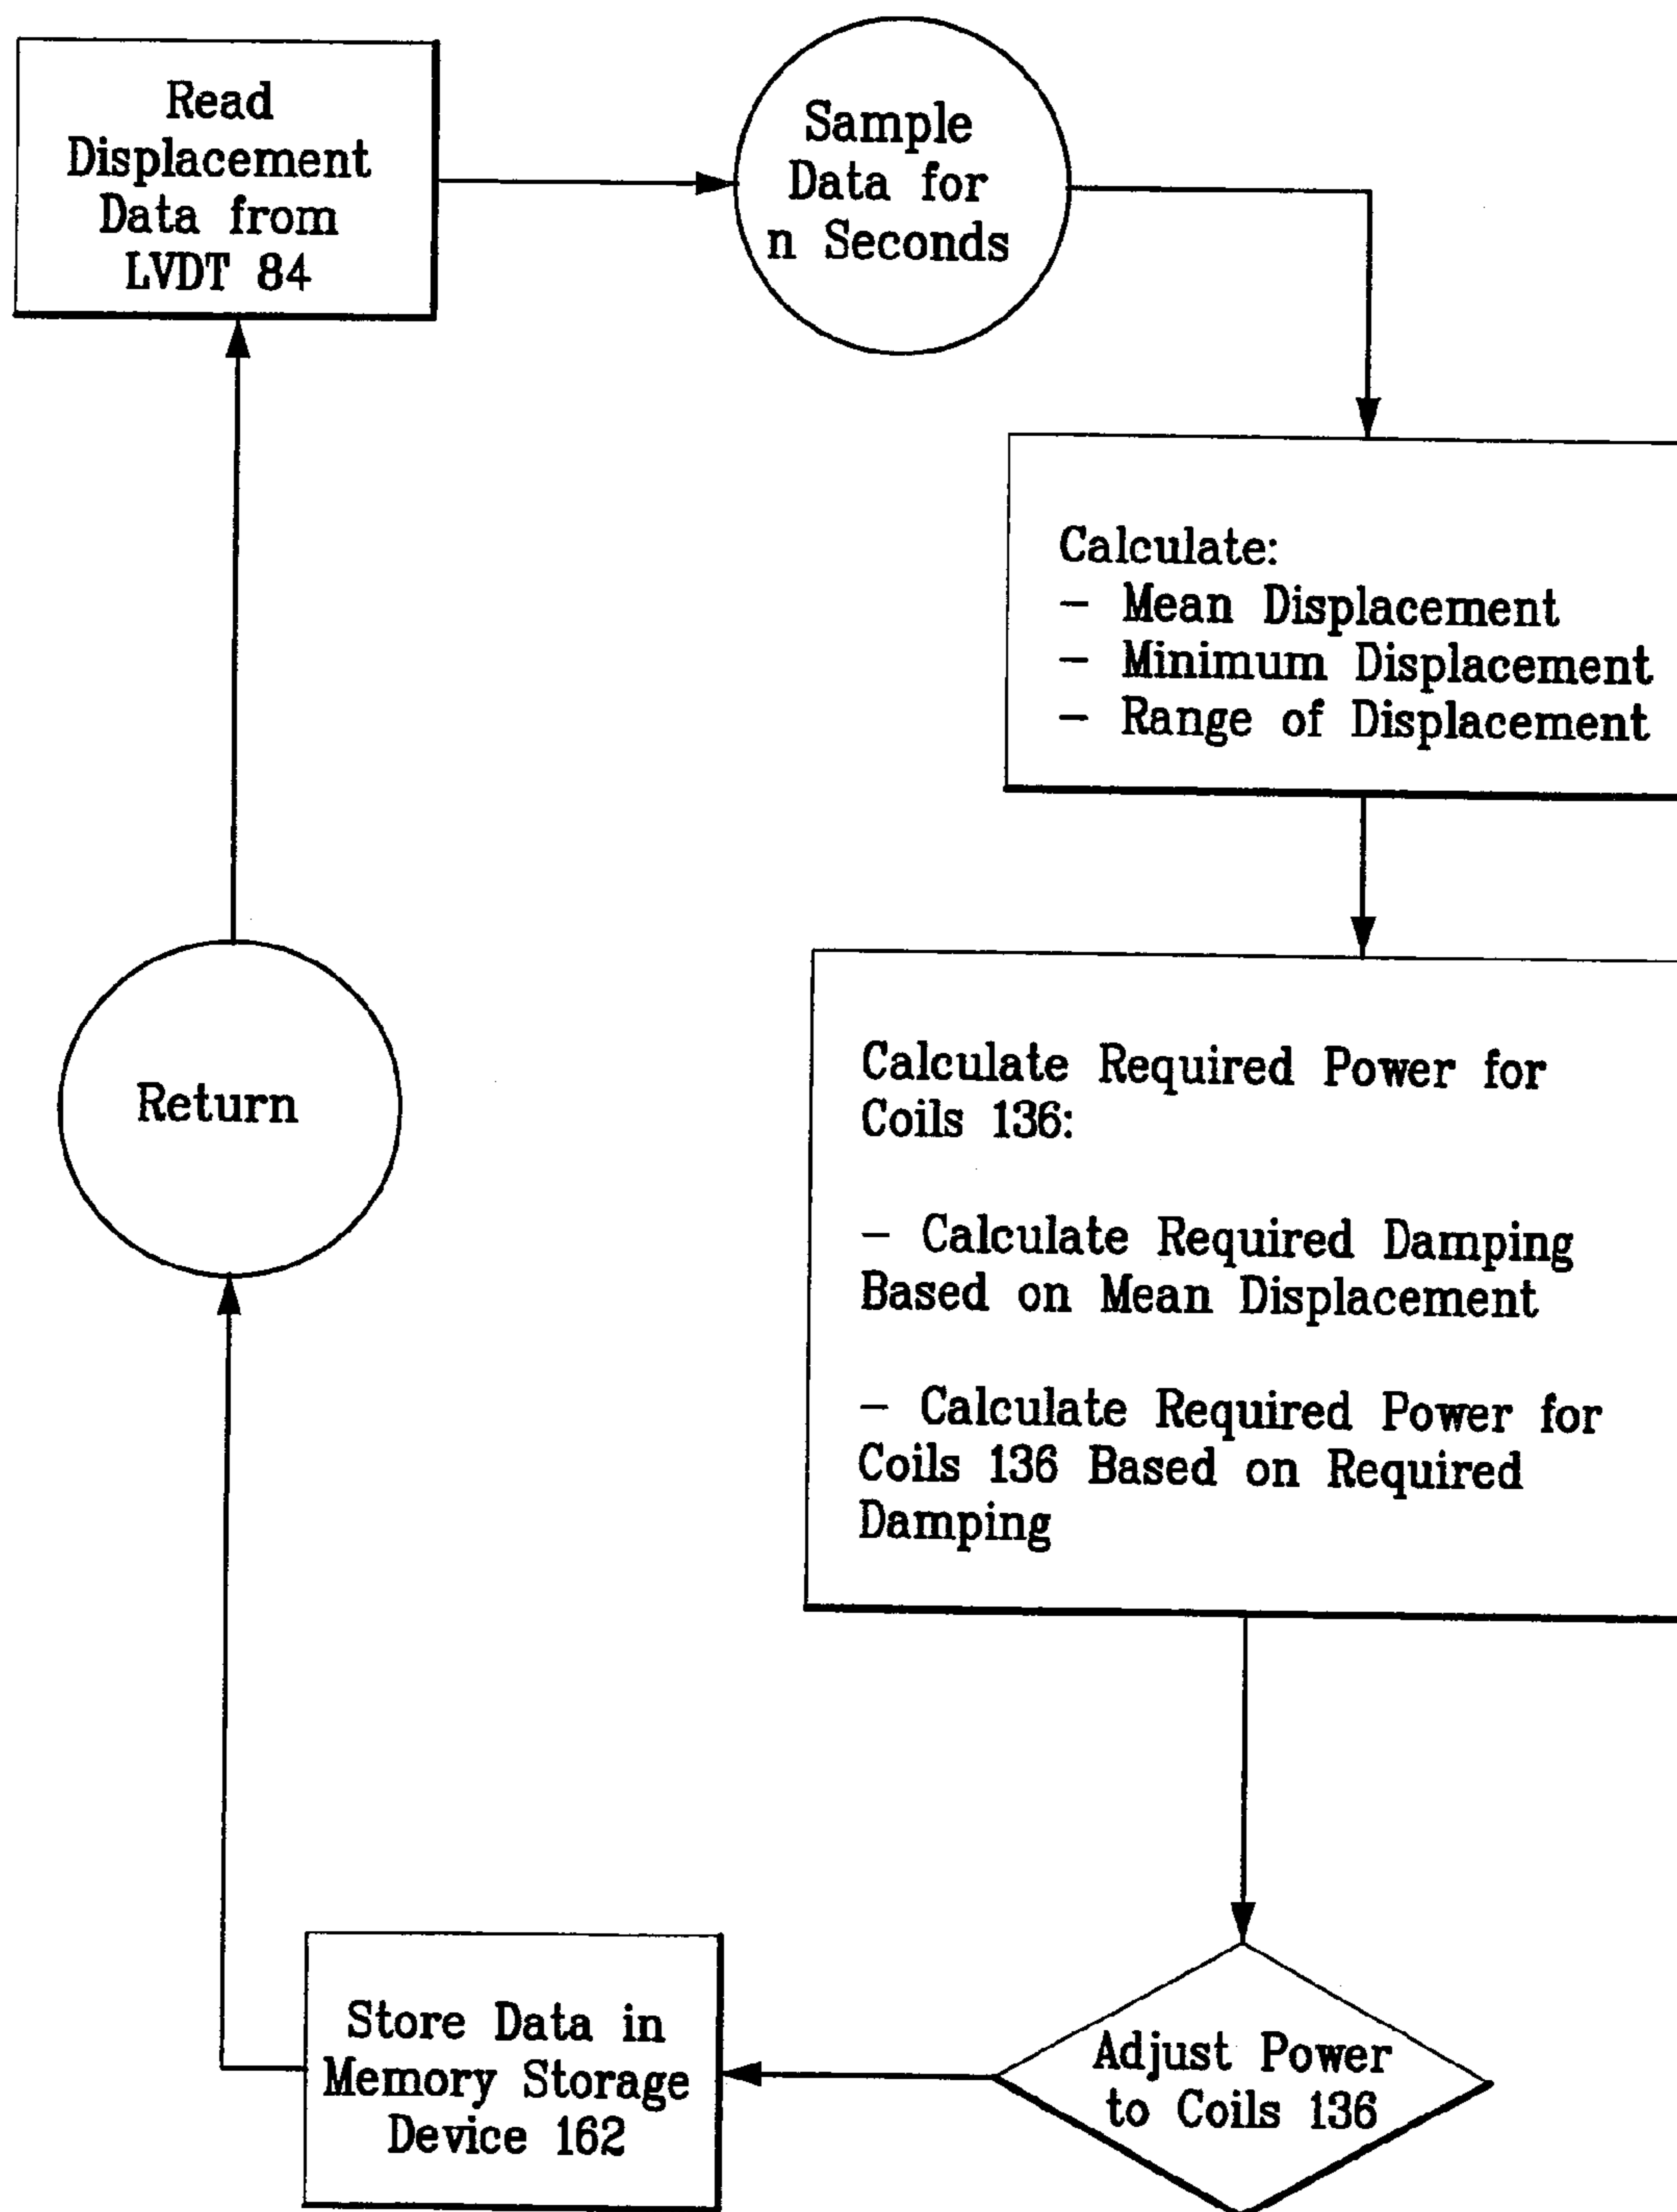 Read
Displacement
Data from
LVDT 84
Sample
Data for
n Seconds
Calculate:
– Mean Displacement
– Minimum Displacement
– Range of Displacement
Calculate Required Power for
Coils 136:
– Calculate Required Damping
Based on Mean Displacement
– Calculate Required Power for
Coils 136 Based on Required
Damping
Adjust Power
to Coils 136
Store Data in
Memory Storage
Device 162
Return